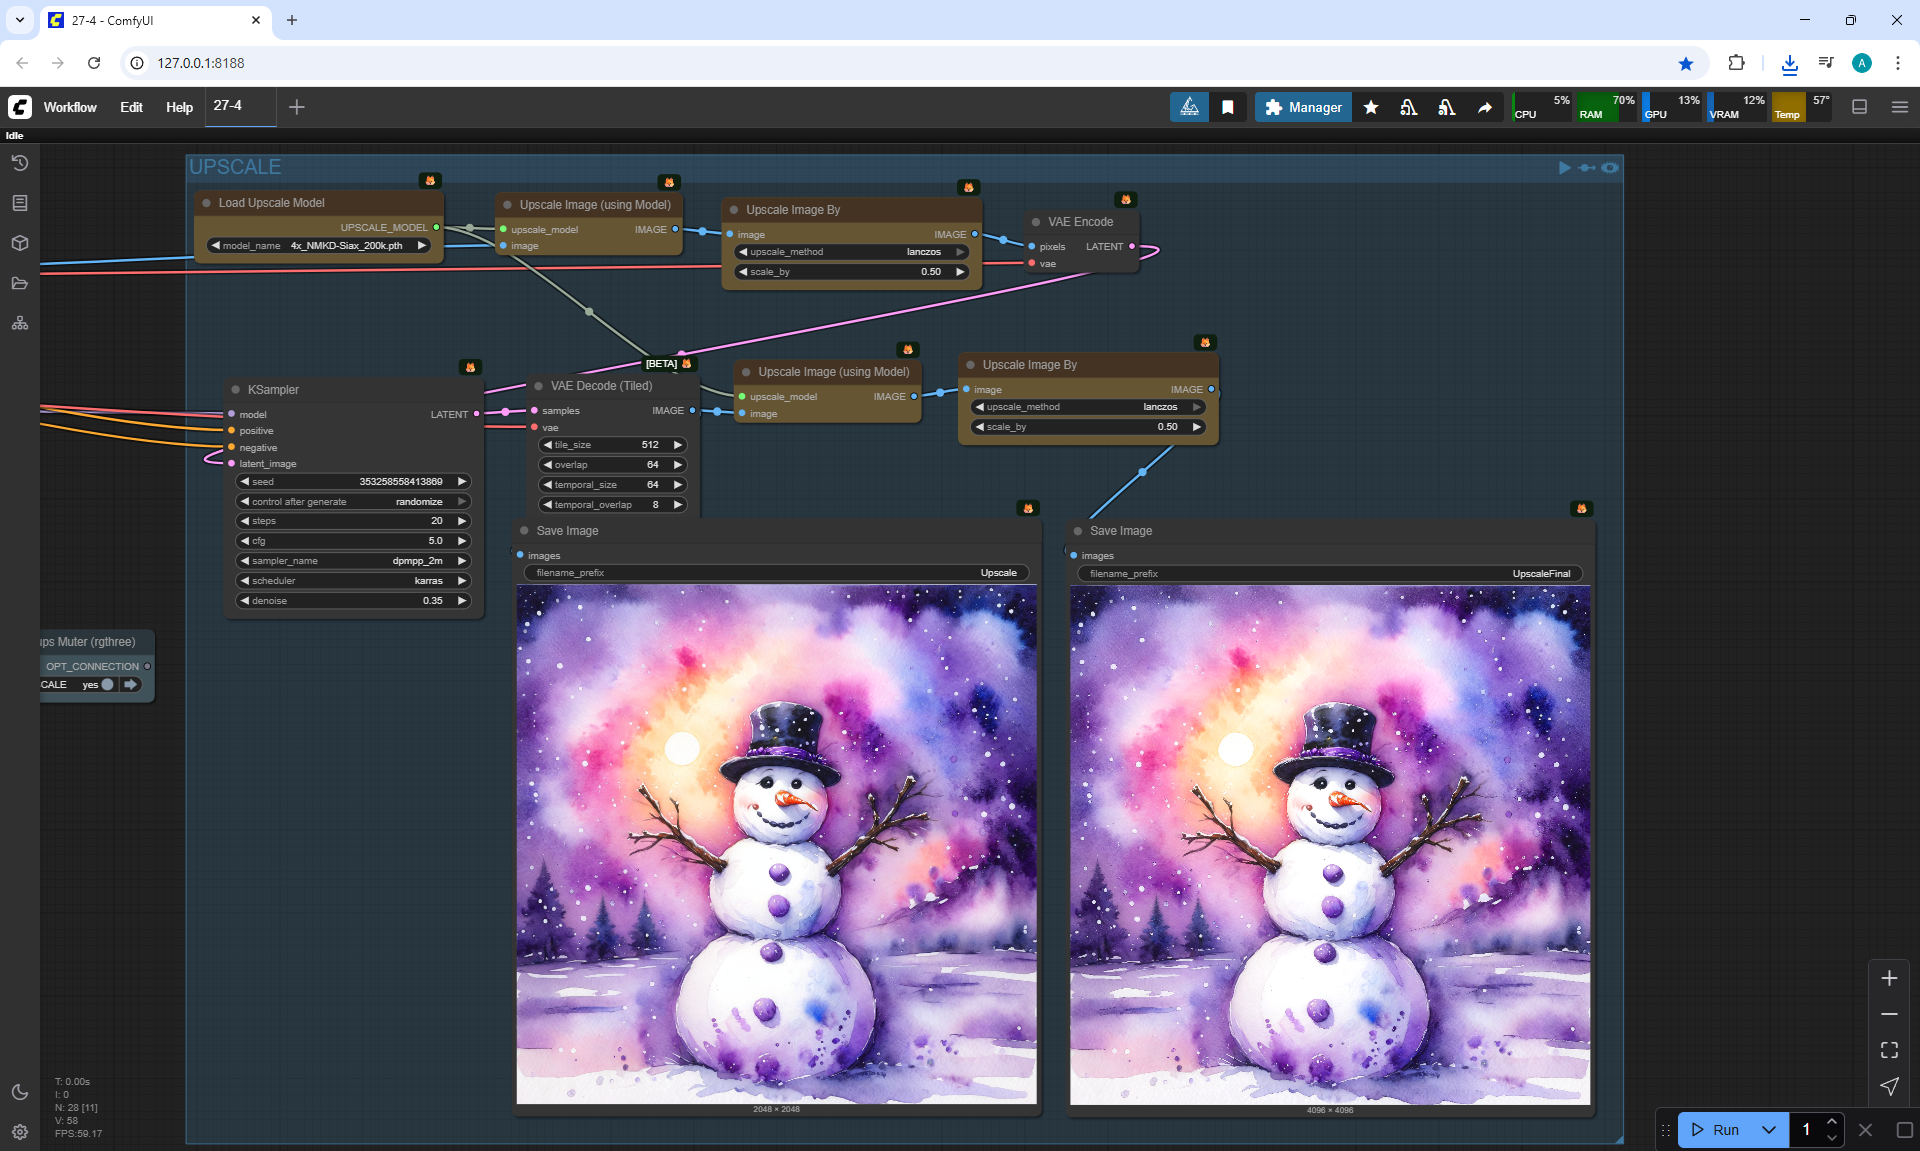 27-4 - ComfyUI
127.0.0.1:8188
A
Workflow Edit Help 27-4
Manager
5% CPU 70% RAM 13% GPU 12% VRAM 57° Temp
Idle
UPSCALE
Load Upscale Model
UPSCALE_MODEL
model_name 4x_NMKD-Siax_200k.pth
Upscale Image (using Model)
upscale_model IMAGE
image
Upscale Image By
image IMAGE
upscale_method lanczos
scale_by 0.50
VAE Encode
pixels LATENT
vae
KSampler
model LATENT
positive
negative
latent_image
seed 353258558413869
control after generate randomize
steps 20
cfg 5.0
sampler_name dpmpp_2m
scheduler karras
denoise 0.35
[BETA]
VAE Decode (Tiled)
samples IMAGE
vae
tile_size 512
overlap 64
temporal_size 64
temporal_overlap 8
Upscale Image (using Model)
upscale_model IMAGE
image
Upscale Image By
image IMAGE
upscale_method lanczos
scale_by 0.50
Save Image
images
filename_prefix Upscale
2048 × 2048
Save Image
images
filename_prefix UpscaleFinal
4096 × 4096
ups Muter (rgthree)
OPT_CONNECTION
CALE yes
T: 0.00s
I: 0
N: 28 [11]
V: 58
FPS:59.17
Run 1